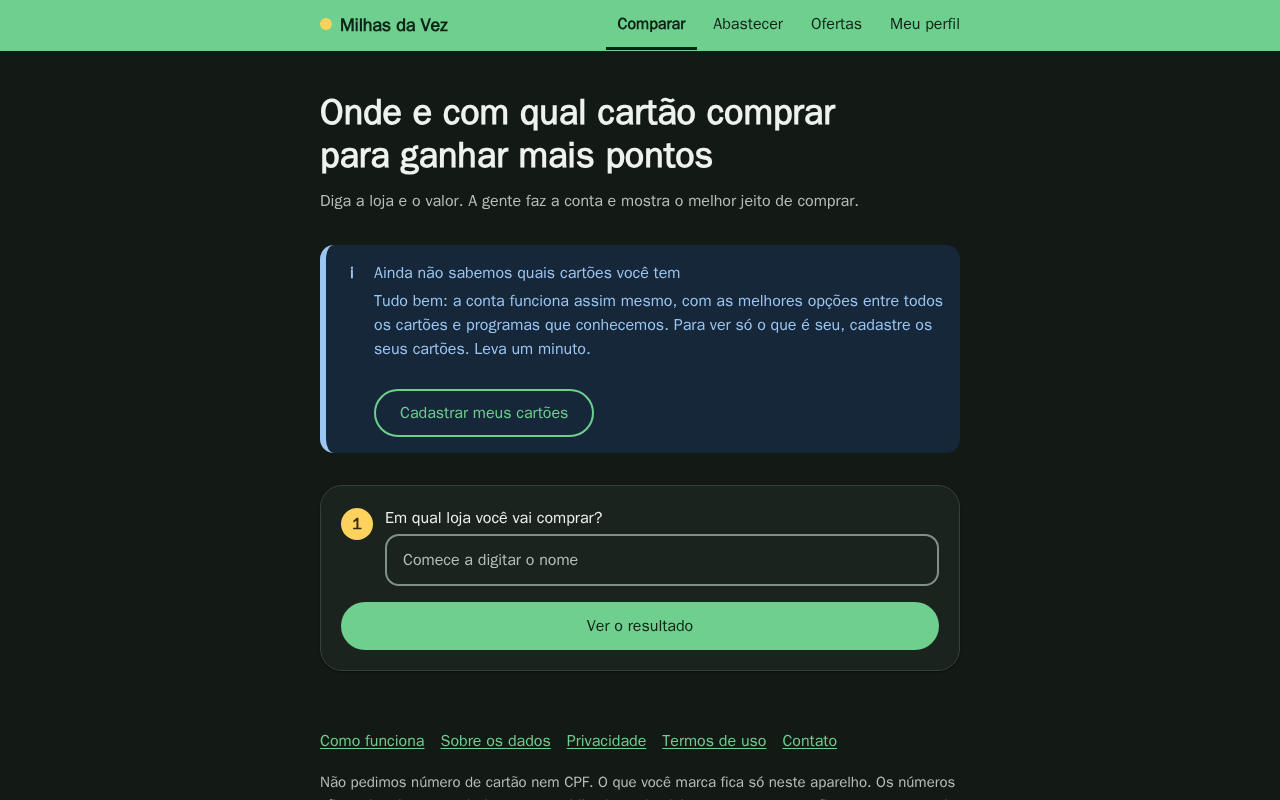 Milhas da Vez
Comparar
Abastecer
Ofertas
Meu perfil
Onde e com qual cartão comprar
para ganhar mais pontos
Diga a loja e o valor. A gente faz a conta e mostra o melhor jeito de comprar.
i
Ainda não sabemos quais cartões você tem
Tudo bem: a conta funciona assim mesmo, com as melhores opções entre todos
os cartões e programas que conhecemos. Para ver só o que é seu, cadastre os
seus cartões. Leva um minuto.
Cadastrar meus cartões
1
Em qual loja você vai comprar?
Comece a digitar o nome
Ver o resultado
Como funciona
Sobre os dados
Privacidade
Termos de uso
Contato
Não pedimos número de cartão nem CPF. O que você marca fica só neste aparelho. Os números